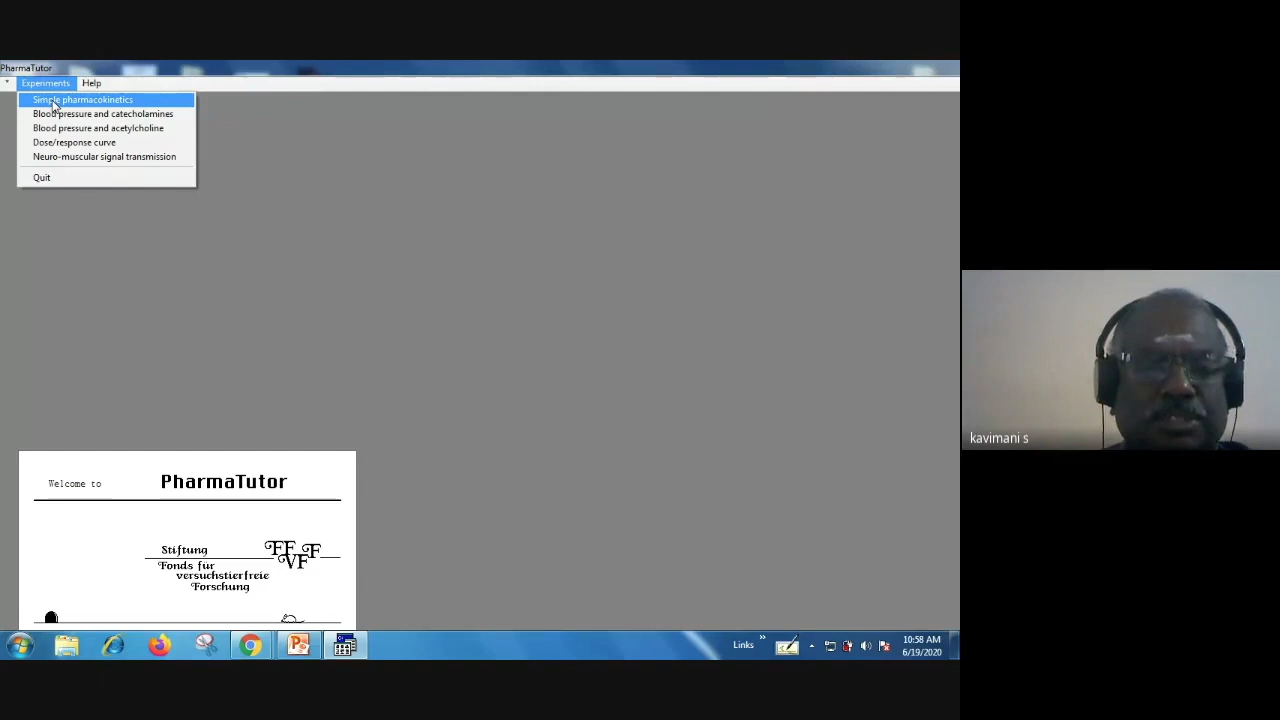 PharmaTutor
Experiments Help
Simple pharmacokinetics
Blood pressure and catecholamines
Blood pressure and acetylcholine
Dose/response curve
Neuro-muscular signal transmission
Quit
kavimani s
Welcome to PharmaTutor
Stiftung FFVFF
Fonds für
versuchstierfreie
Forschung
Links
10:58 AM
6/19/2020